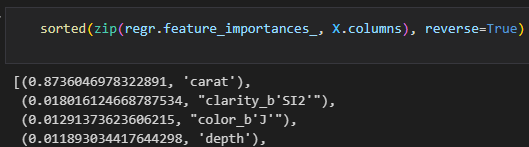 sorted(zip(regr.feature_importances_, X.columns), reverse=True)
[(0.8736046978322891, 'carat'),
(0.018016124668787534, "clarity_b'SI2'"),
(0.01291373623606215, "color_b'J'"),
(0.011893034417644298, 'depth'),